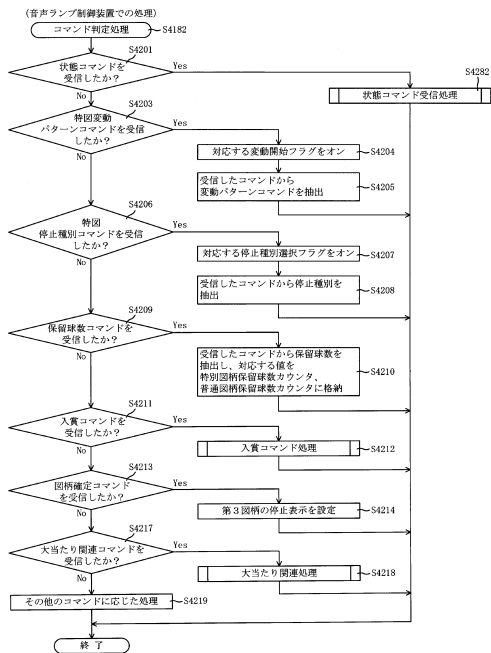 (音声ランプ制御装置での処理)
コマンド判定処理
S4182
S4201
状態コマンドを
受信したか?
Yes
No
S4282
状態コマンド受信処理
S4203
特図変動
パターンコマンドを受信
したか?
Yes
No
対応する変動開始フラグをオン
S4204
受信したコマンドから
変動パターンコマンドを抽出
S4205
S4206
特図
停止種別コマンドを受信
したか?
Yes
No
対応する停止種別選択フラグをオン
S4207
受信したコマンドから停止種別を
抽出
S4208
S4209
保留球数コマンドを
受信したか?
Yes
No
受信したコマンドから保留球数を
抽出し、対応する値を
特別図柄保留球数カウンタ、
普通図柄保留球数カウンタに格納
S4210
S4211
入賞コマンドを
受信したか?
Yes
No
入賞コマンド処理
S4212
S4213
図柄確定コマンド
を受信したか?
Yes
No
第3図柄の停止表示を設定
S4214
S4217
大当たり関連コマンドを
受信したか?
Yes
No
大当たり関連処理
S4218
その他のコマンドに応じた処理
S4219
終了